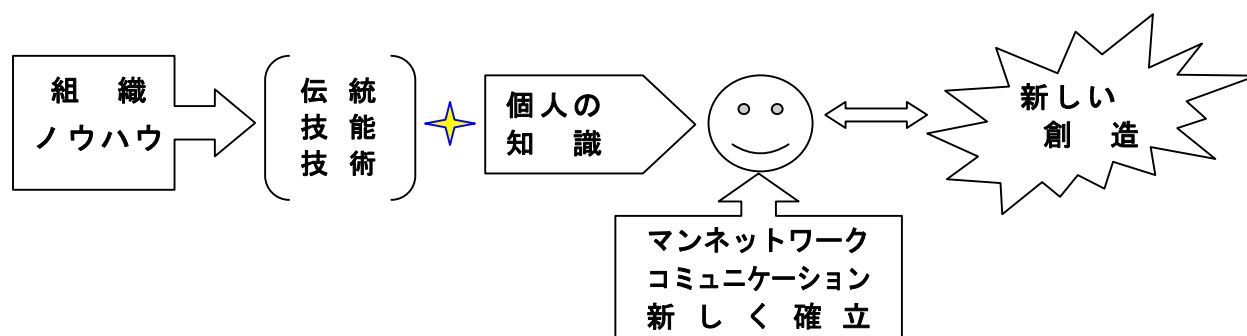 組織
ノウハウ
伝統
技能
技術
個人の
知識
新しい
創造
マンネットワーク
コミュニケーション
新しく確立